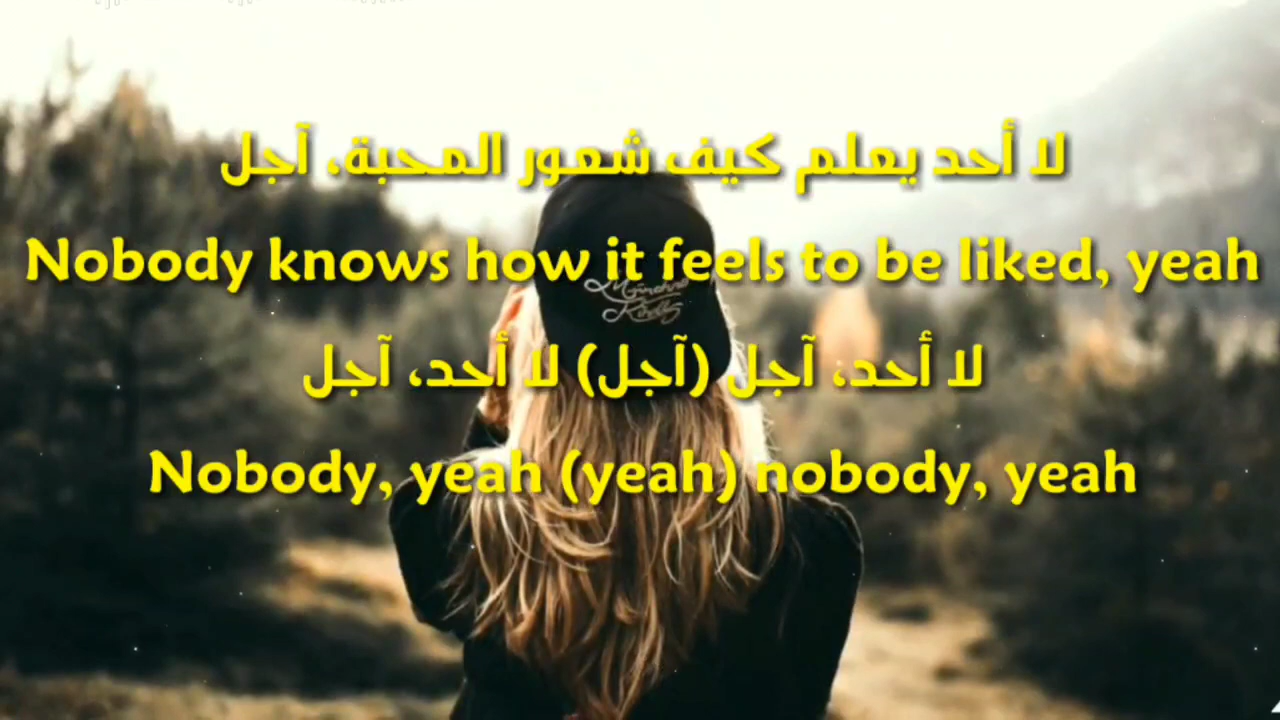 لا أحد يعلم كيف شعور المحبة، آجل
Nobody knows how it feels to be liked, yeah
لا أحد، آجل (آجل) لا أحد، آجل
Nobody, yeah (yeah) nobody, yeah